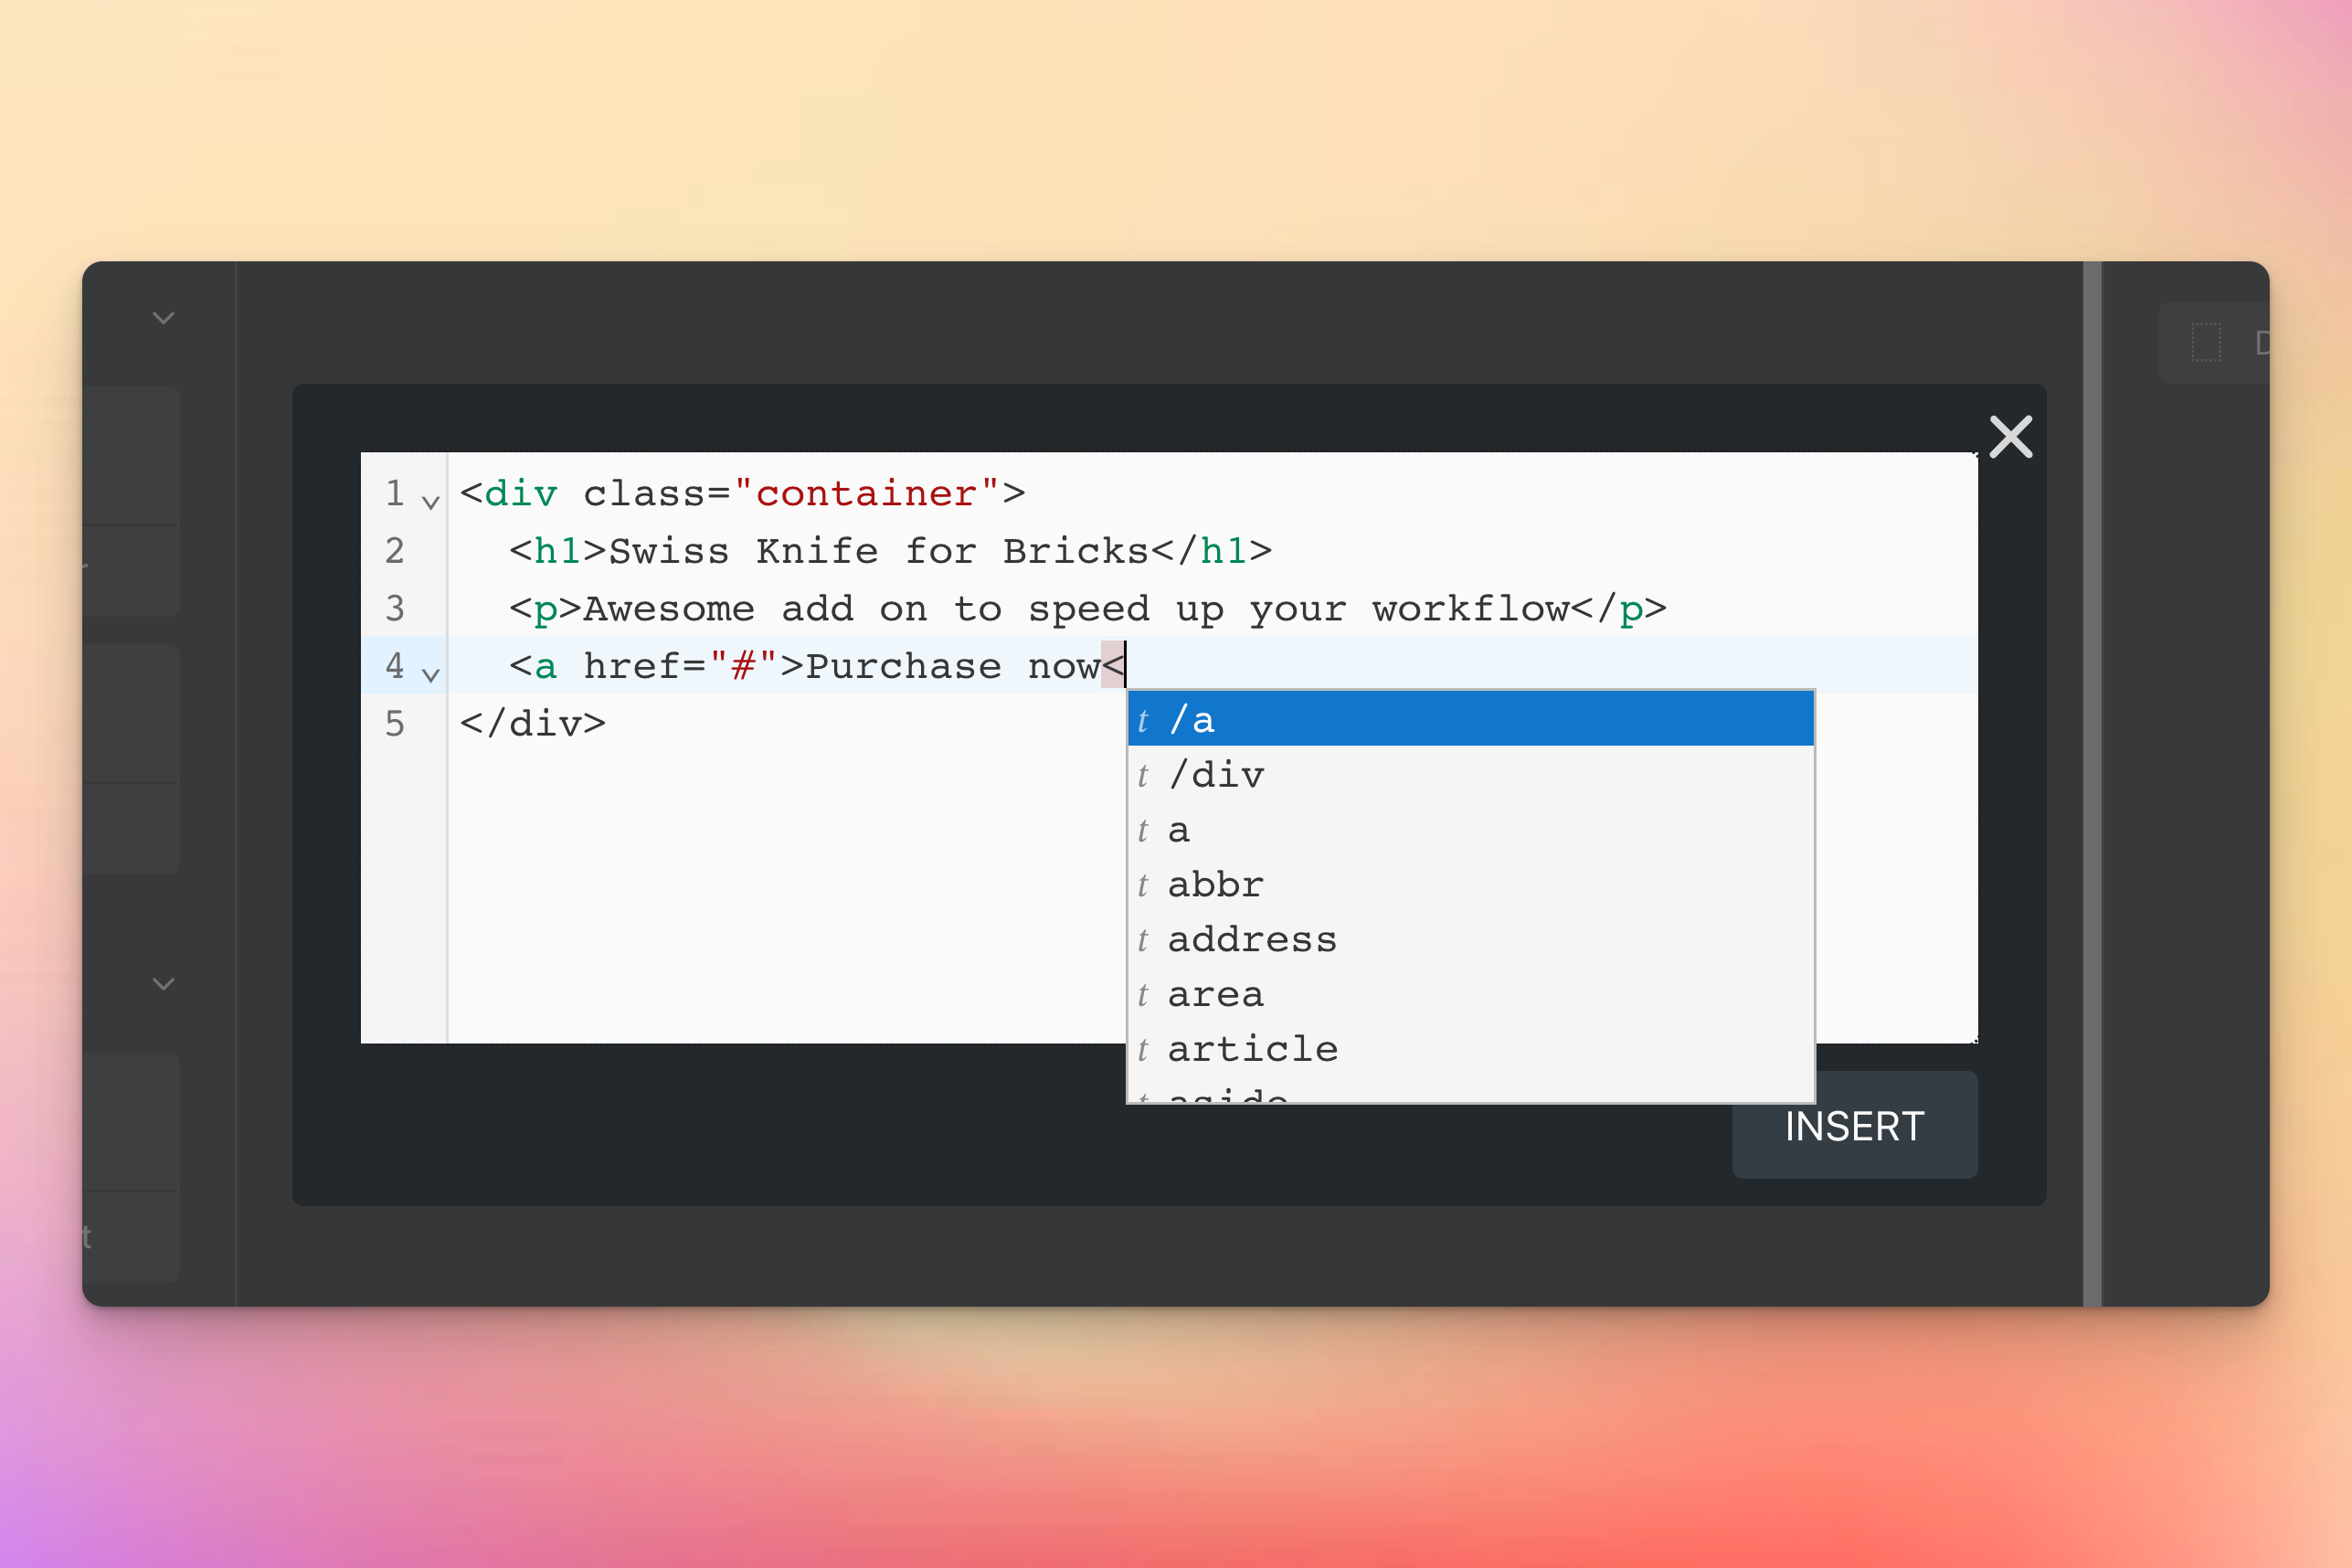 1 <div class="container">
2 <h1>Swiss Knife for Bricks</h1>
3 <p>Awesome add on to speed up your workflow</p>
4 <a href="#">Purchase now<
5 </div>
t /a
t /div
t a
t abbr
t address
t area
t article
t aside
INSERT